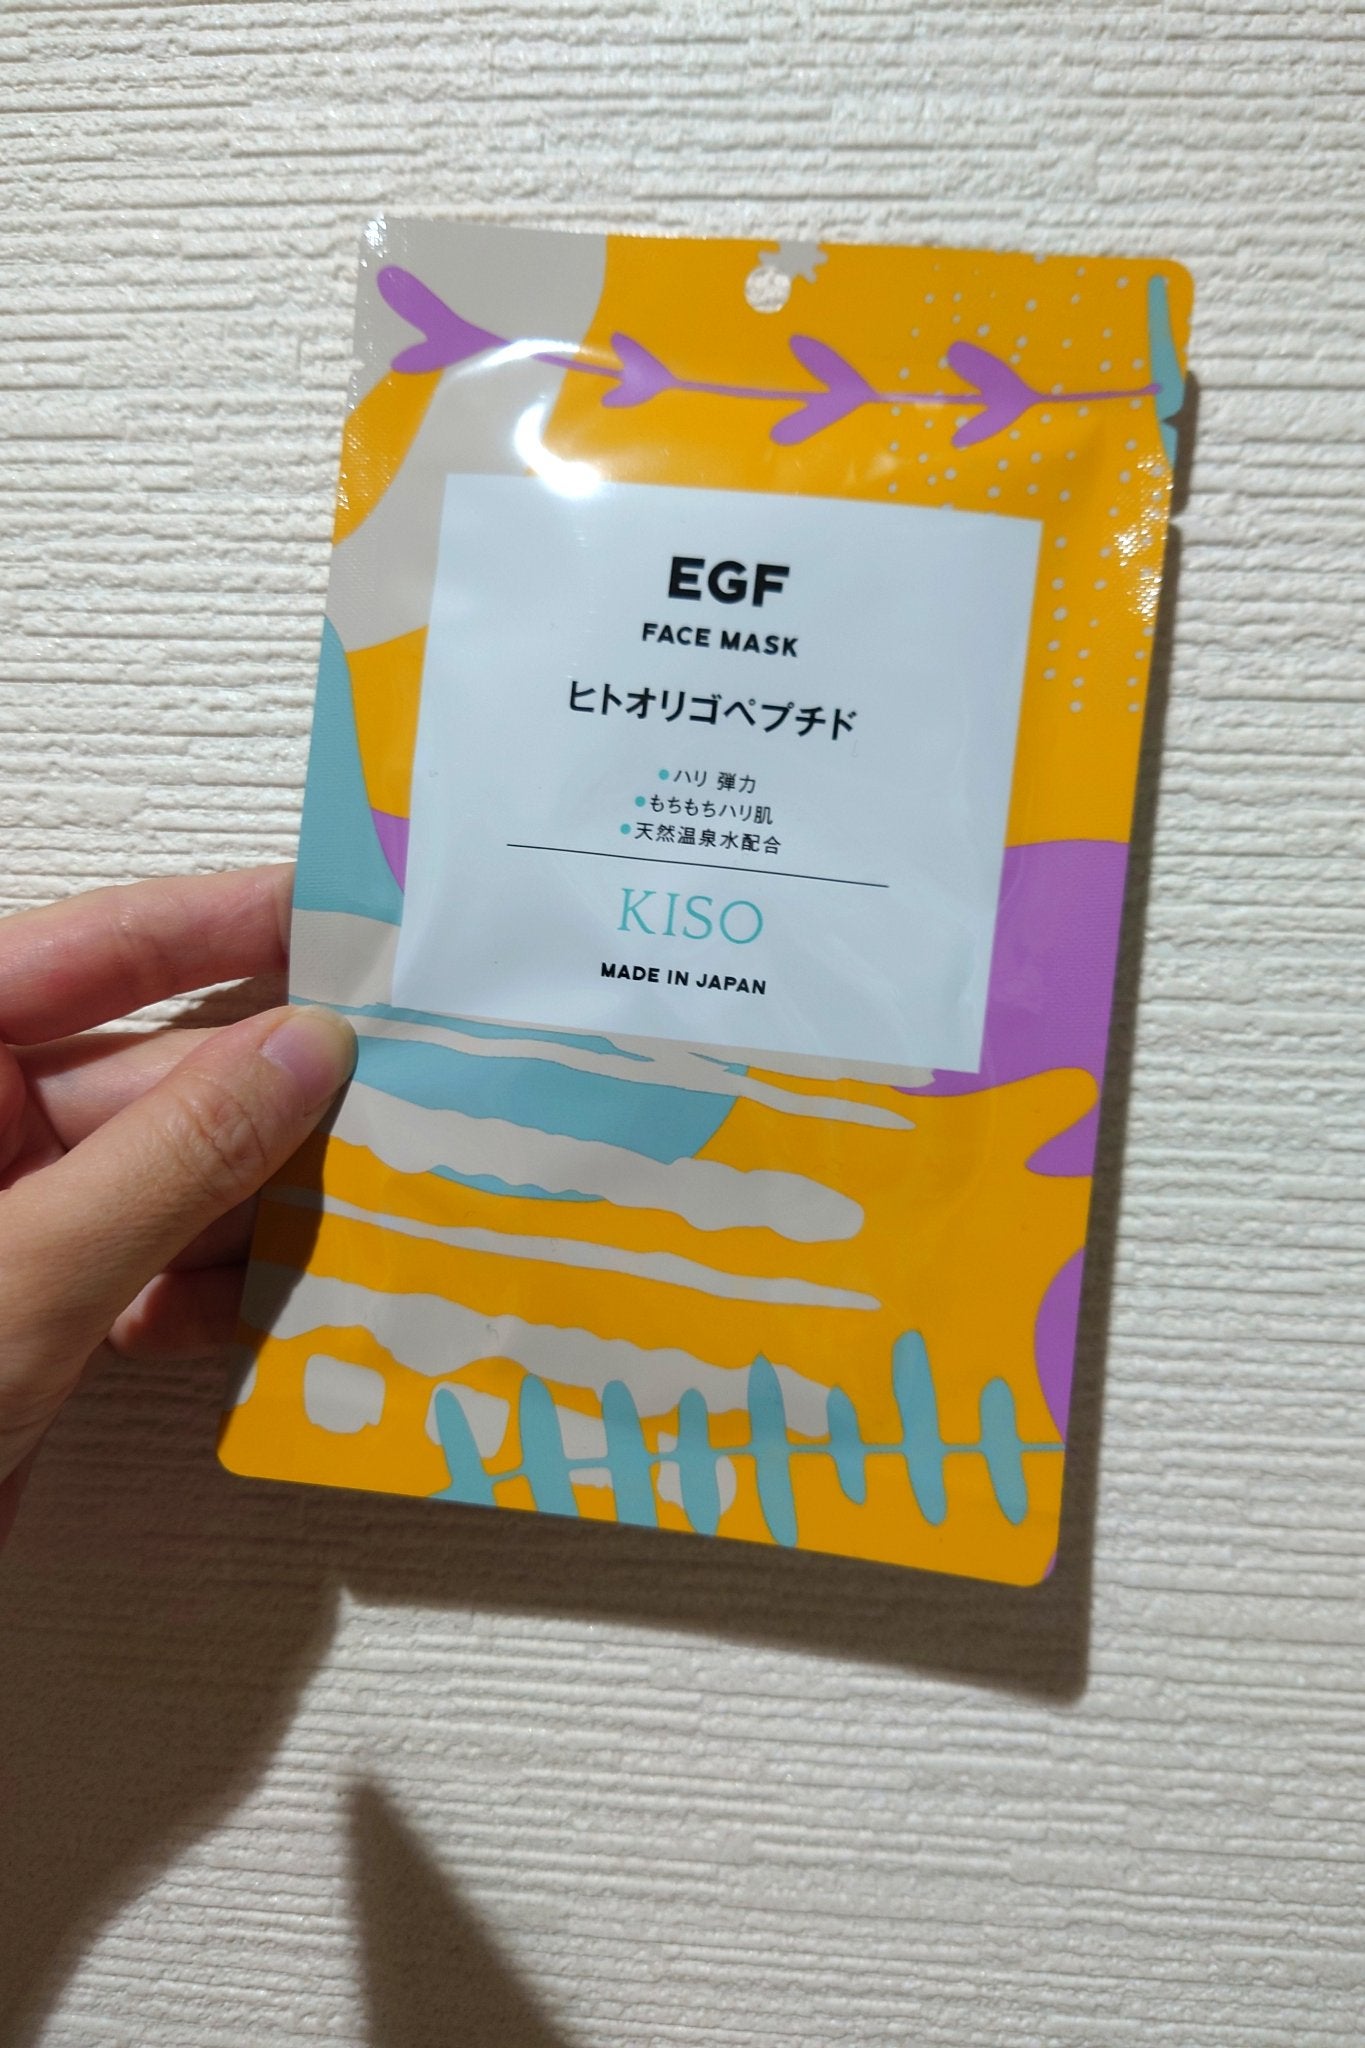 EGF
FACE MASK
ヒトオリゴペプチド
●ハリ 弾力
●もちもちハリ肌
●天然温泉水配合
KISO
MADE IN JAPAN